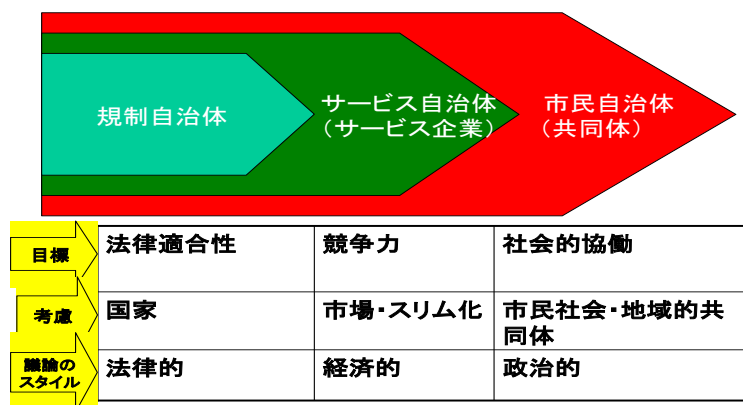 規制自治体
サービス自治体
（サービス企業）
市民自治体
（共同体）
目標
法律適合性
競争力
社会的協働
考慮
国家
市場・スリム化
市民社会・地域的共
同体
議論の
スタイル
法律的
経済的
政治的